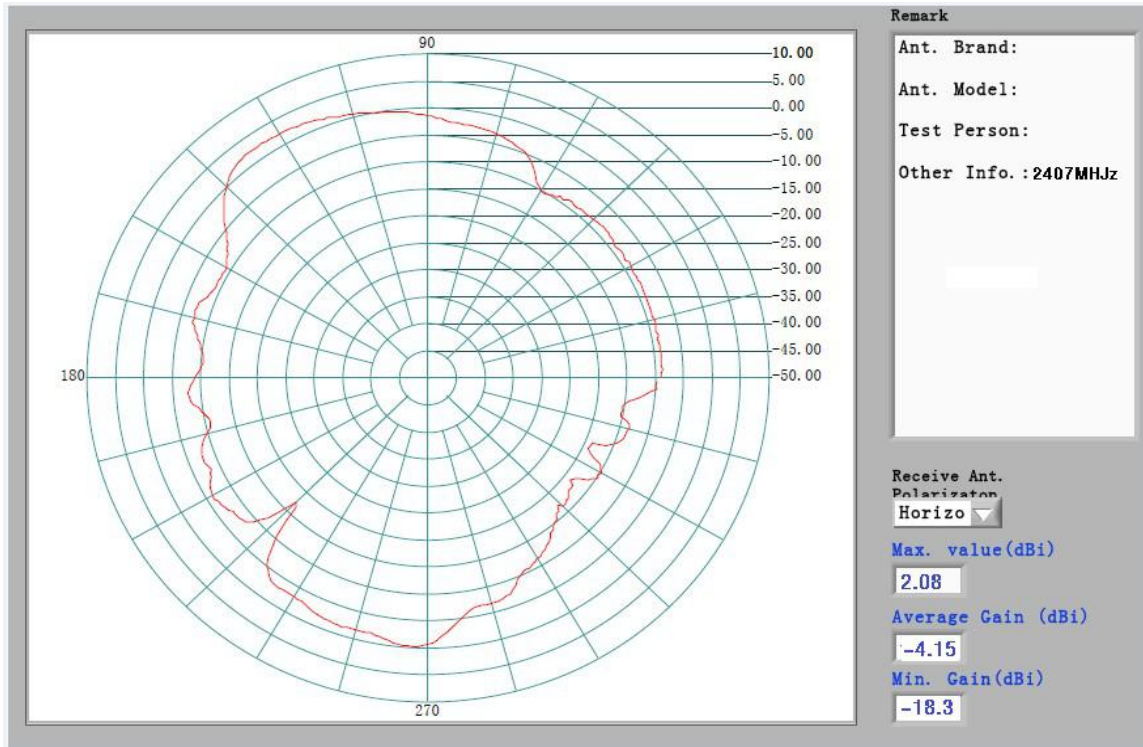 90
10.00
5.00
0.00
-5.00
-10.00
-15.00
-20.00
-25.00
-30.00
-35.00
-40.00
-45.00
-50.00
180
270
Remark
Ant. Brand:
Ant. Model:
Test Person:
Other Info.:2407MHJz
Receive Ant.
Polarizaton
Horizo
Max. value(dBi)
2.08
Average Gain (dBi)
-4.15
Min. Gain(dBi)
-18.3